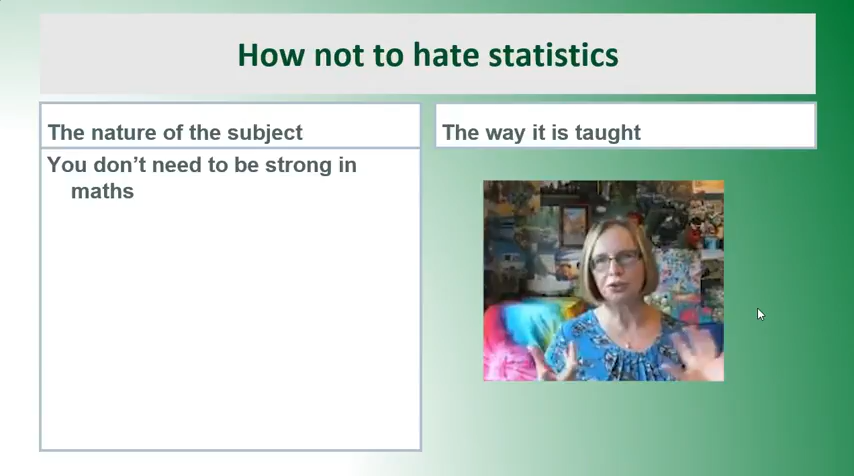 How not to hate statistics
The nature of the subject
The way it is taught
You don’t need to be strong in
maths